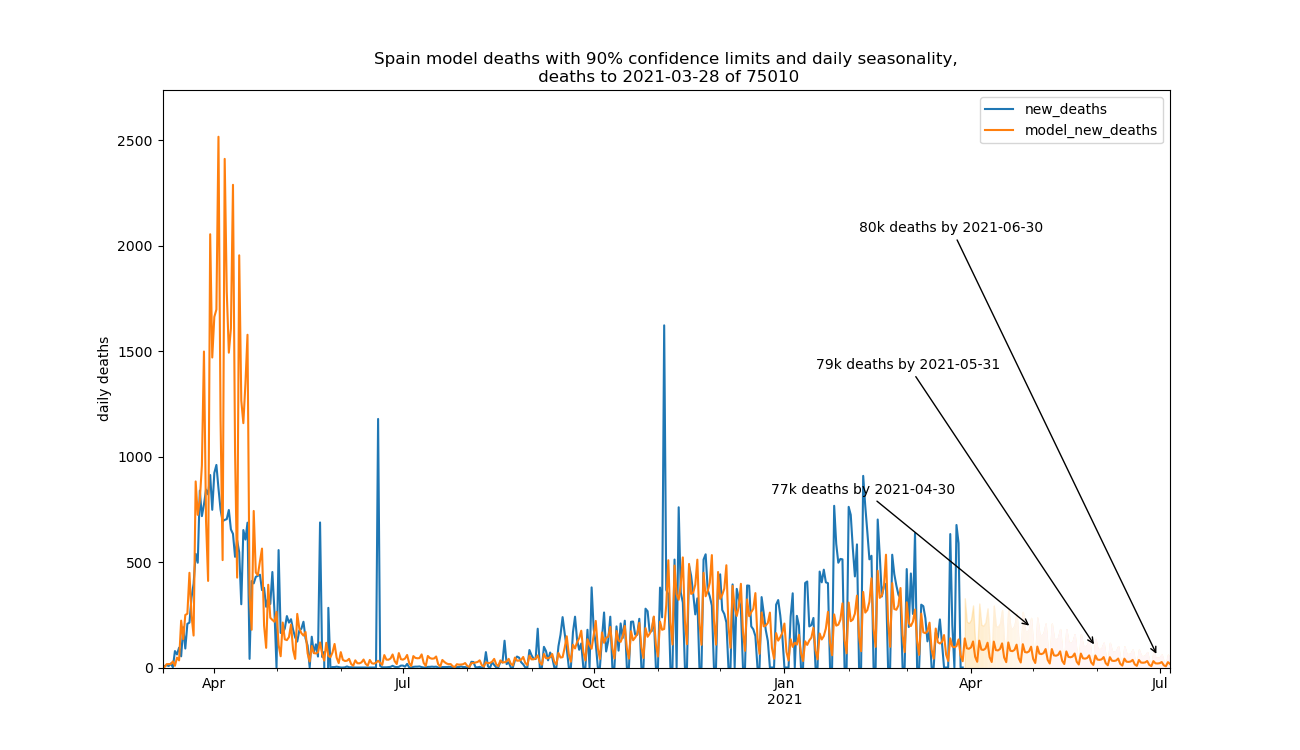 Spain model deaths with 90% confidence limits and daily seasonality,
deaths to 2021-03-28 of 75010
new_deaths
model_new_deaths
2500
2000
1500
1000
500
0
daily deaths
80k deaths by 2021-06-30
79k deaths by 2021-05-31
77k deaths by 2021-04-30
Apr
Jul
Oct
Jan
2021
Apr
Jul